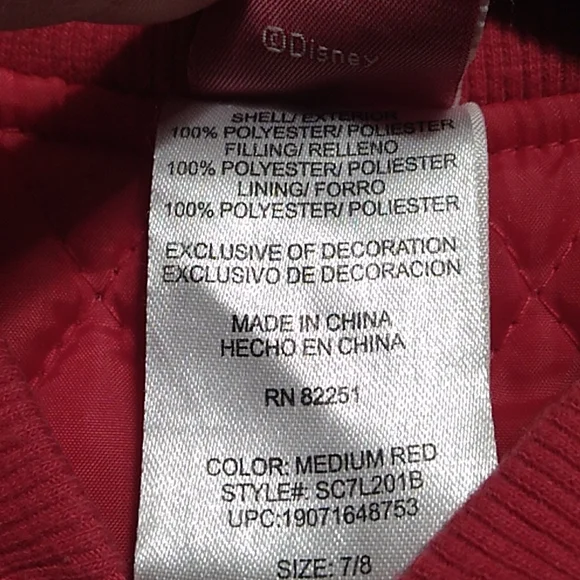 ©Disney
SHELL/ EXTERIOR
100% POLYESTER/ POLIESTER
FILLING/ RELLENO
100% POLYESTER/ POLIESTER
LINING/ FORRO
100% POLYESTER/ POLIESTER
EXCLUSIVE OF DECORATION
EXCLUSIVO DE DECORACION
MADE IN CHINA
HECHO EN CHINA
RN 82251
COLOR: MEDIUM RED
STYLE#: SC7L201B
UPC:19071648753
SIZE: 7/8